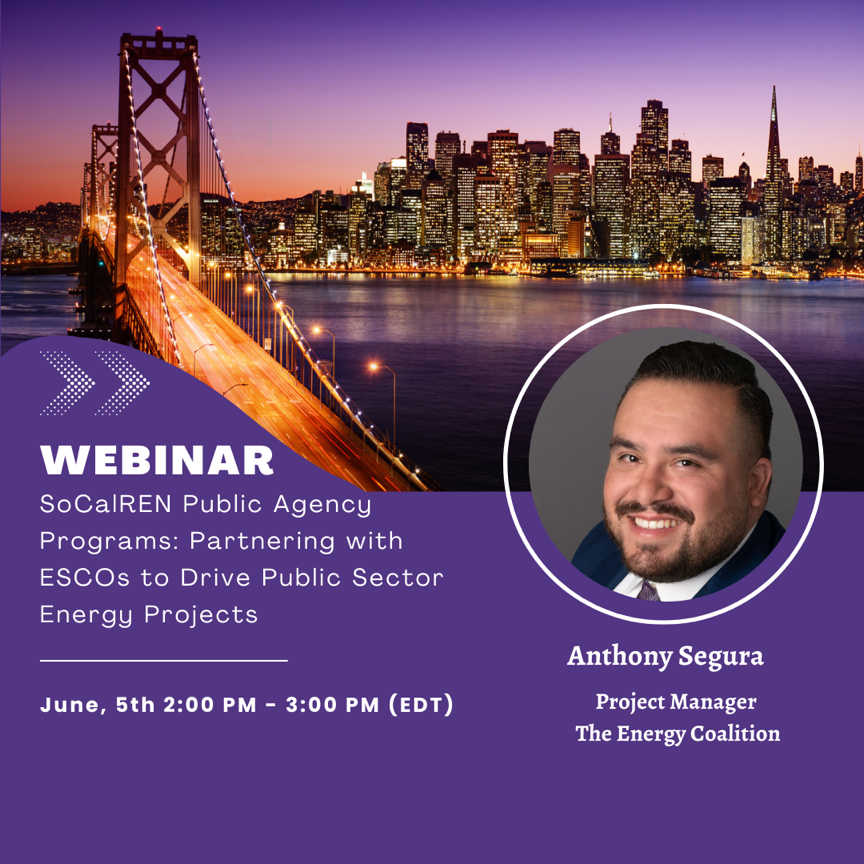 WEBINAR
SoCalREN Public Agency
Programs: Partnering with
ESCOs to Drive Public Sector
Energy Projects
June, 5th 2:00 PM - 3:00 PM (EDT)
Anthony Segura
Project Manager
The Energy Coalition